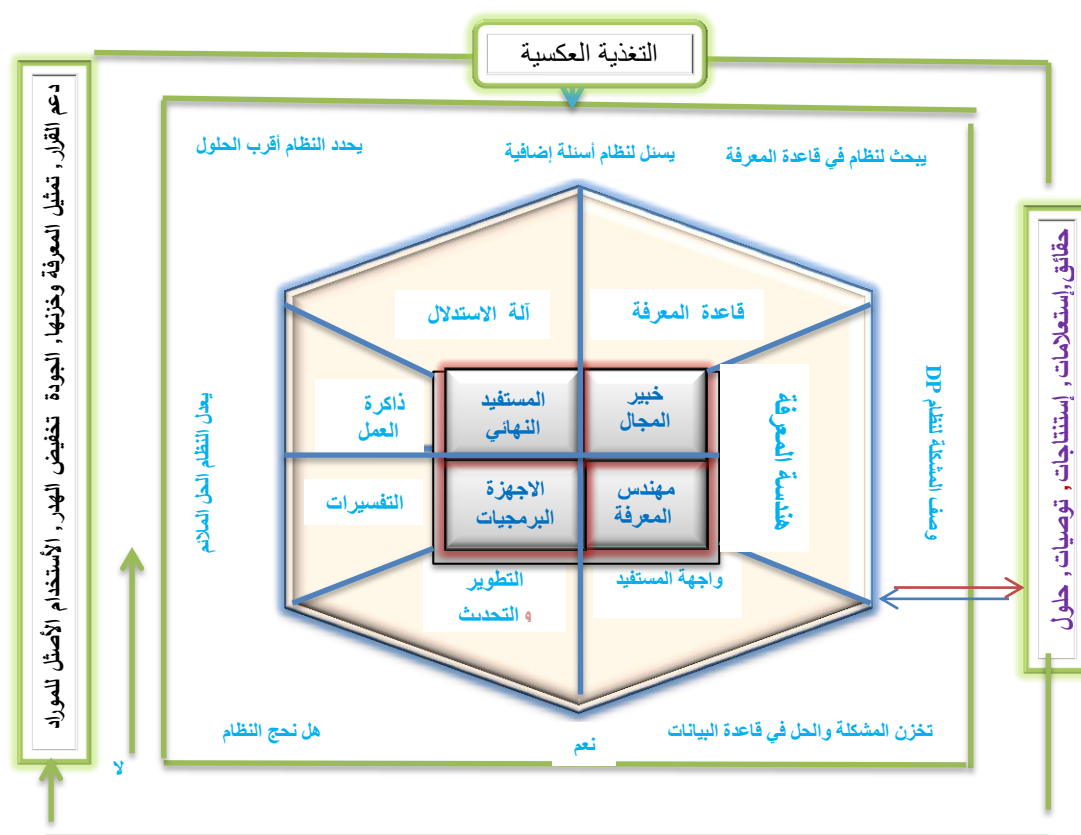 التغذية العكسية
يبحث لنظام في قاعدة المعرفة
يسئل لنظام أسئلة إضافية
يحدد النظام أقرب الحلول
حقائق,إستعلامات, إستنتاجات, توصيات, حلول
وصف المشكلة لنظام DP
قاعدة المعرفة
آلة الاستدلال
هندسة المعرفة
خبير
المجال
المستفيد
النهائي
ذاكرة
العمل
مهندس
المعرفة
الاجهزة
البرمجيات
التفسيرات
واجهة المستفيد
التطوير
و التحديث
يعدل النظام الحل الملائم
دعم القرار, تمثيل المعرفة وخزنها, الجودة تخفيض الهدر, الأستخدام الأمثل للموراد
تخزن المشكلة والحل في قاعدة البيانات
نعم
هل نحج النظام
لا